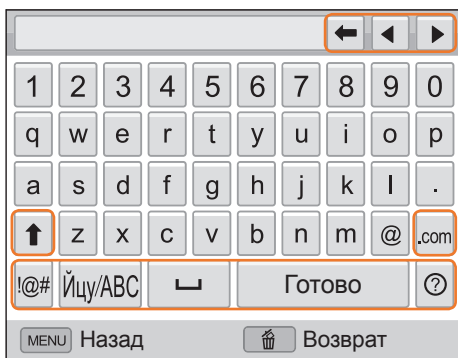 1 2 3 4 5 6 7 8 9 0
q w e r t y u i o p
a s d f g h j k l .
z x c v b n m @ .com
!@# Йцу/ABC Готово ?
MENU Назад Возврат